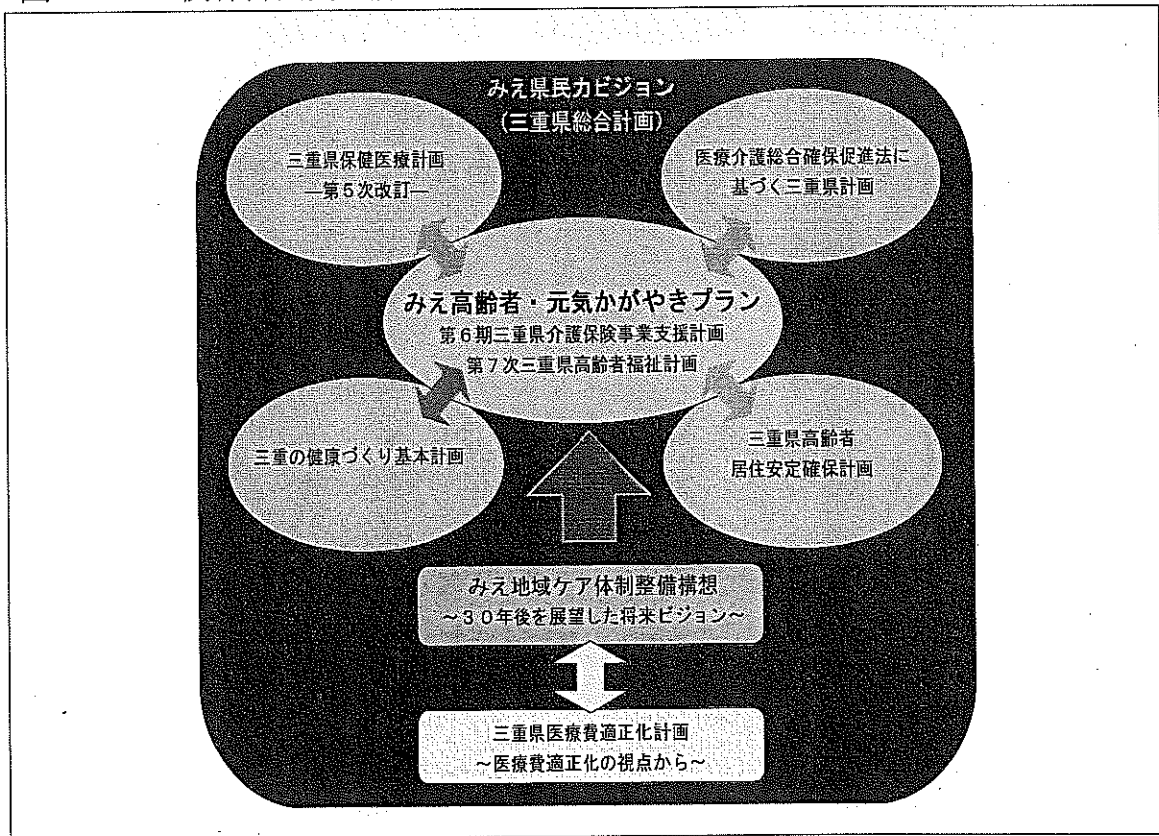 みえ県民力ビジョン
(三重県総合計画)
三重県保健医療計画
―第5次改訂―
医療介護総合確保促進法に
基づく三重県計画
みえ高齢者・元気かがやきプラン
第6期三重県介護保険事業支援計画
第7次三重県高齢者福祉計画
三重の健康づくり基本計画
三重県高齢者
居住安定確保計画
みえ地域ケア体制整備構想
~30年後を展望した将来ビジョン~
三重県医療費適正化計画
~医療費適正化の視点から~